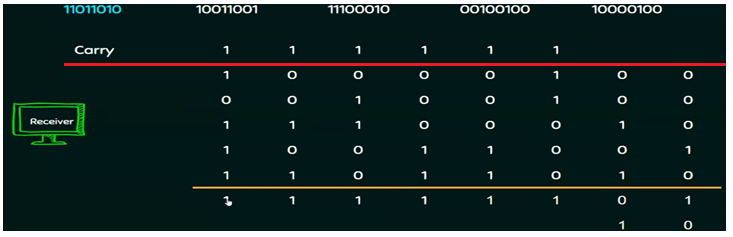 11011010 10011001 11100010 00100100 10000100
Carry 1 1 1 1 1 1
1 0 0 0 0 1 0 0
0 0 1 0 0 1 0 0
Receiver
1 1 1 0 0 0 1 0
1 0 0 1 1 0 0 1
1 1 0 1 1 0 1 0
1 1 1 1 1 1 0 1
1 0